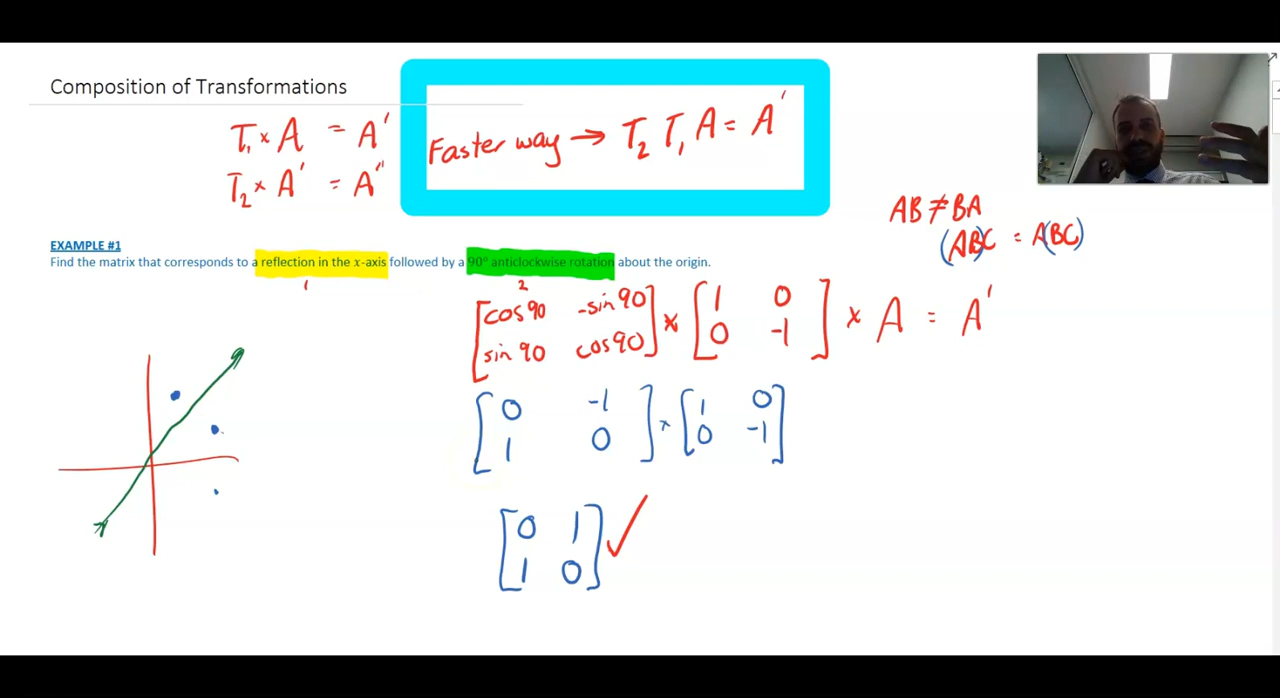 Composition of Transformations
T₁ × A = A'
T₂ × A' = A''
Faster way → T₂ T₁ A = A'
AB ≠ BA
(AB)C = A(BC)
EXAMPLE #1
Find the matrix that corresponds to a reflection in the x-axis followed by a 90° anticlockwise rotation about the origin.
1 2
[cos 90 -sin 90] × [1 0] × A = A'
[sin 90 cos 90] [0 -1]
[0 -1] × [1 0]
[1 0] [0 -1]
[0 1] ✓
[1 0]